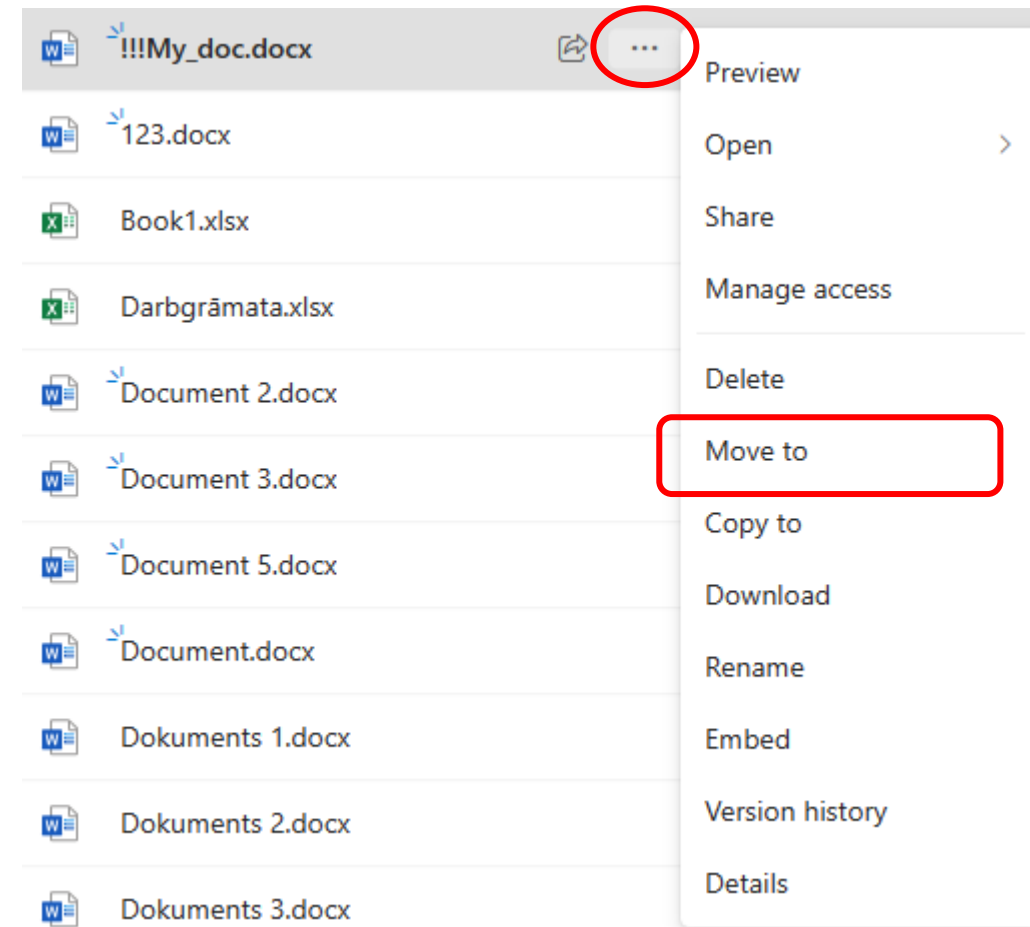 !!!My_doc.docx
123.docx
Book1.xlsx
Darbgrāmata.xlsx
Document 2.docx
Document 3.docx
Document 5.docx
Document.docx
Dokuments 1.docx
Dokuments 2.docx
Dokuments 3.docx
Preview
Open
Share
Manage access
Delete
Move to
Copy to
Download
Rename
Embed
Version history
Details